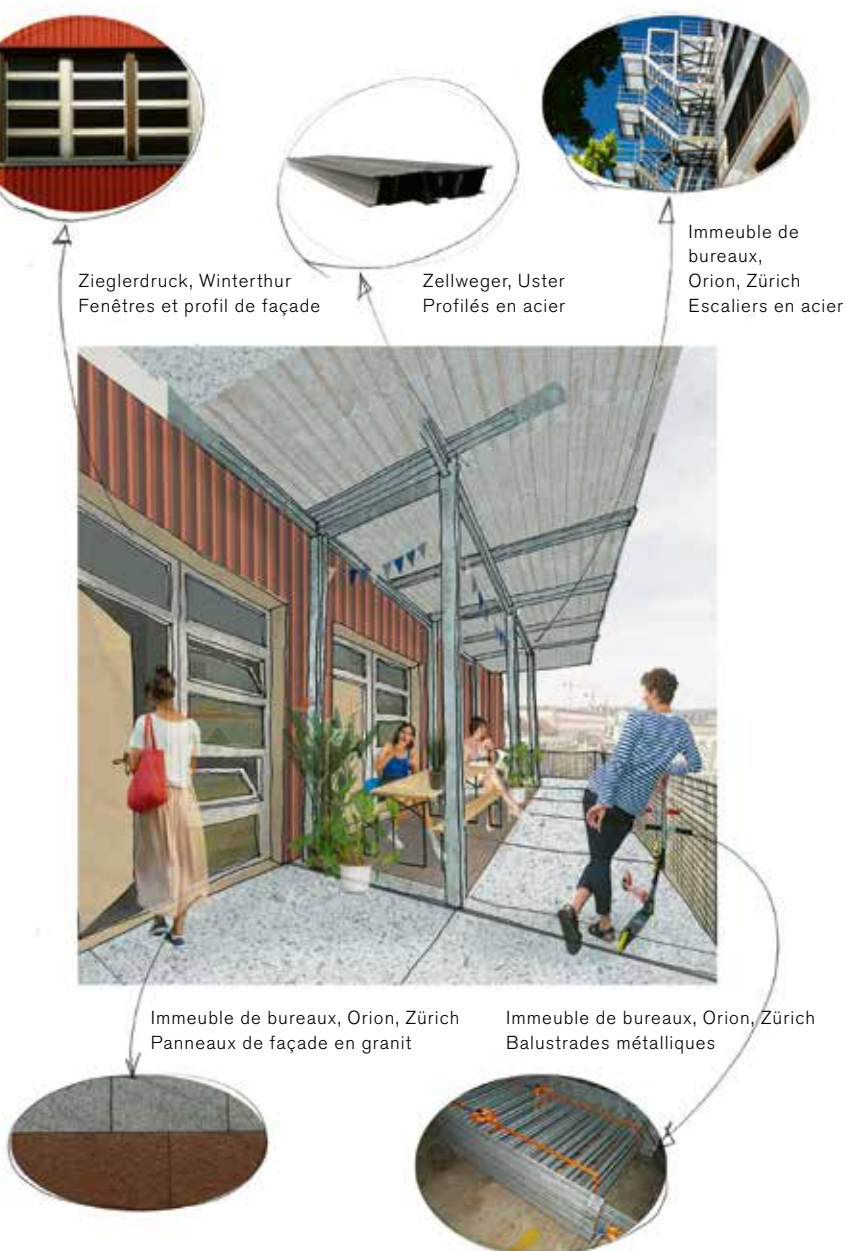 Zieglerdruck, Winterthur
Fenêtres et profil de façade
Zellweger, Uster
Profilés en acier
Immeuble de
bureaux,
Orion, Zürich
Escaliers en acier
Immeuble de bureaux, Orion, Zürich
Panneaux de façade en granit
Immeuble de bureaux, Orion, Zürich
Balustrades métalliques